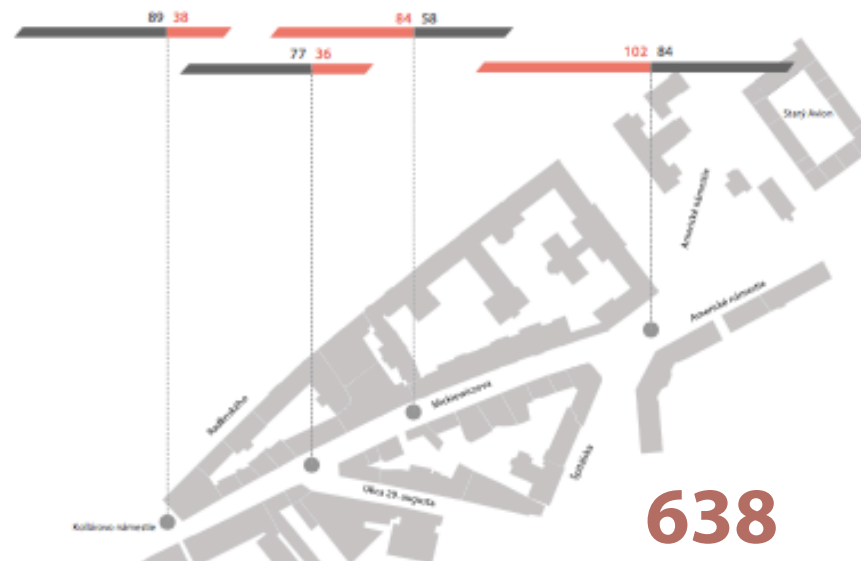 89 38
84 58
77 36
102 84
Starý Avion
Americké námestie
Americké námestie
Mickiewiczova
Radlinského
Špitálska
Ulica 29. augusta
Kollárovo námestie
638